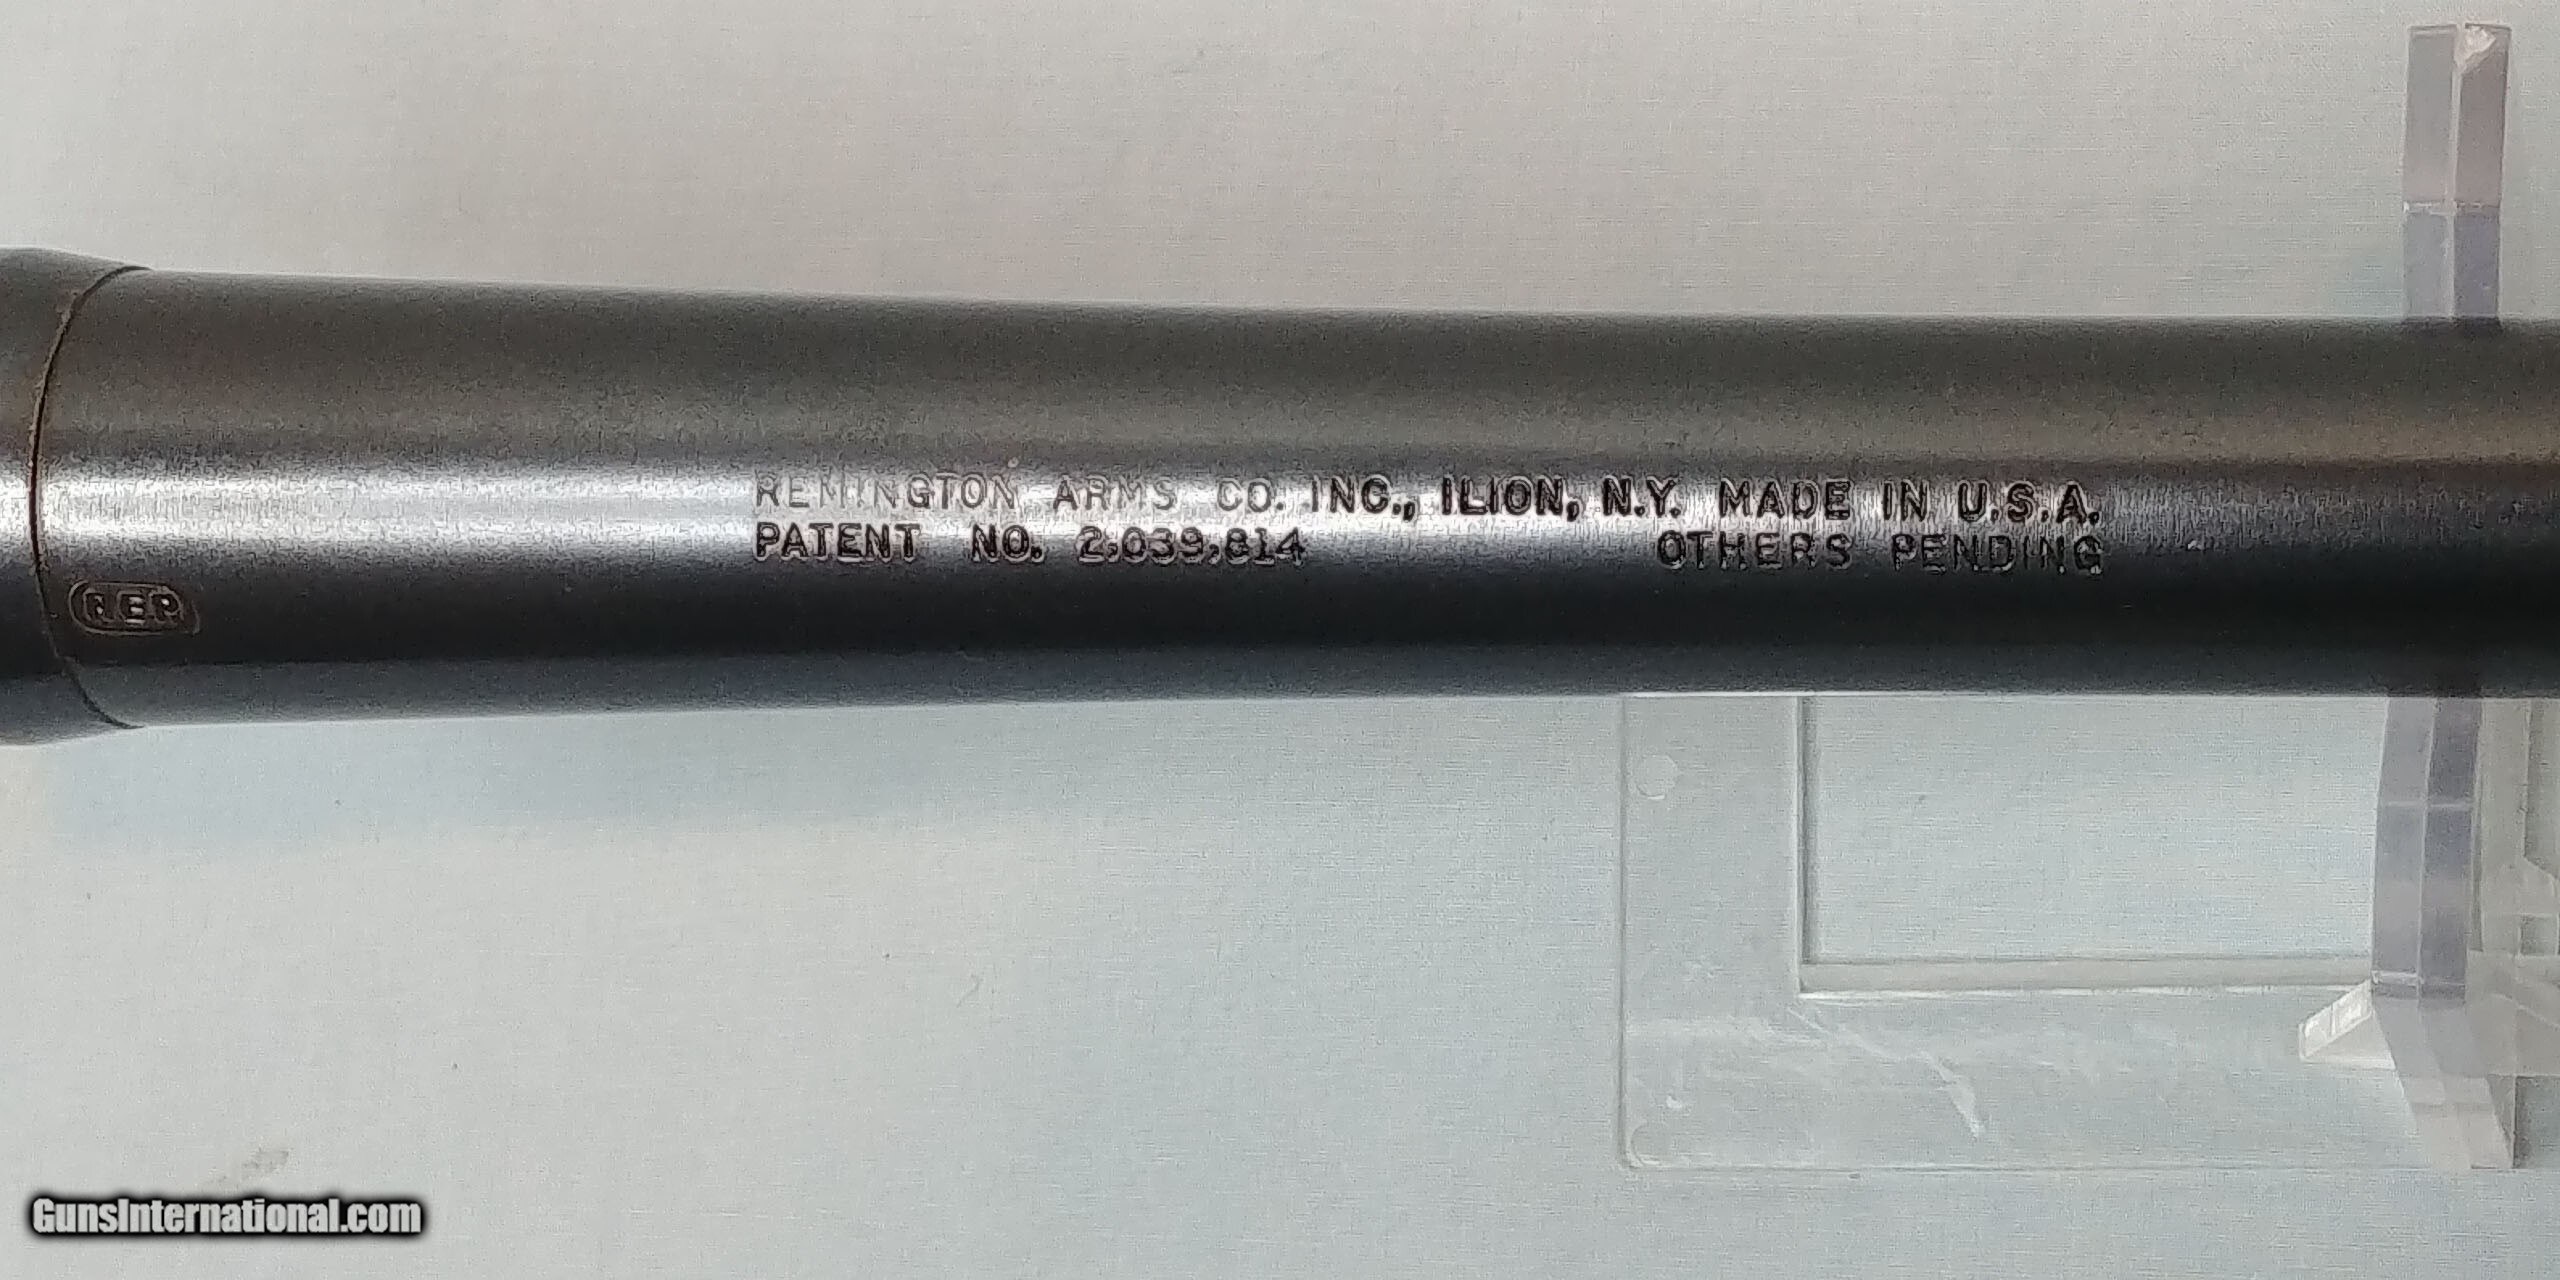 REMINGTON ARMS CO. INC., ILION, N.Y. MADE IN U.S.A.
PATENT NO. 2,039,814 OTHERS PENDING
REP
GunsInternational.com